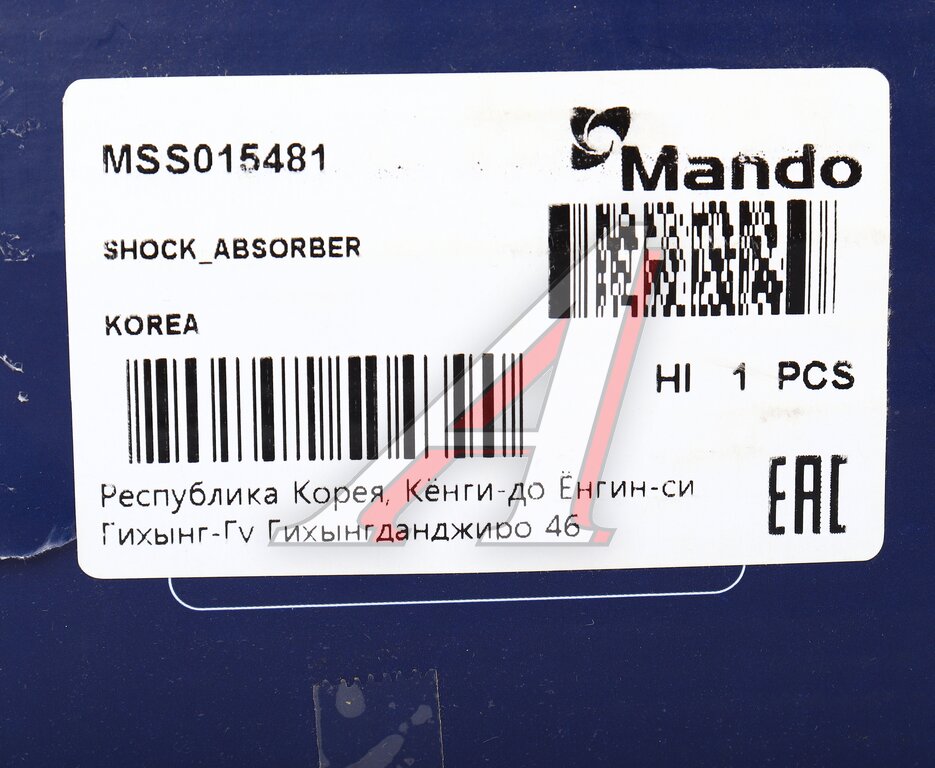 MSS015481
Mando
SHOCK_ABSORBER
KOREA
HI 1 PCS
Республика Корея, Кёнги-до Ёнгин-си
Гихынг-Гу Гихынгданджиро 46
EAC